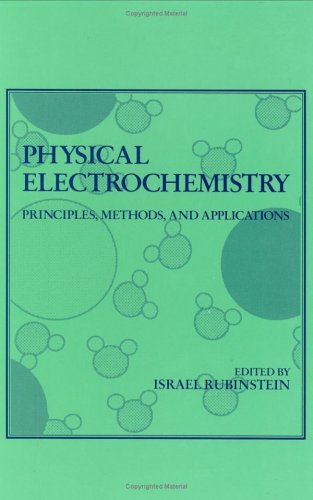 PHYSICAL
ELECTROCHEMISTRY
PRINCIPLES, METHODS, AND APPLICATIONS
EDITED BY
ISRAEL RUBINSTEIN